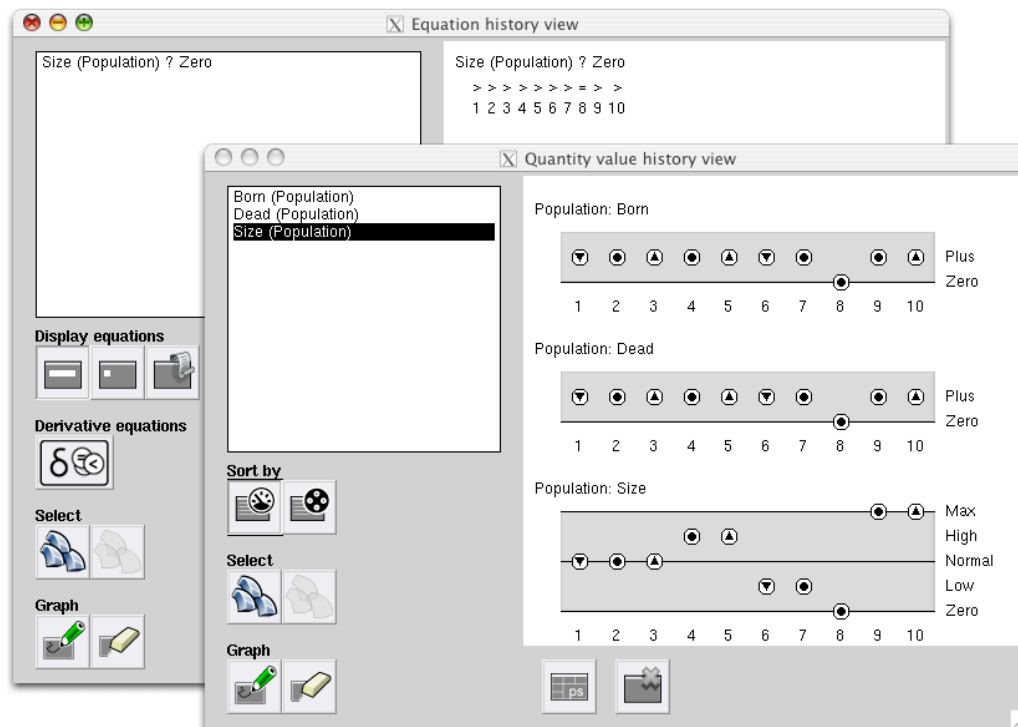 Equation history view
Size (Population) ? Zero
Size (Population) ? Zero
> > > > > > > = > >
1 2 3 4 5 6 7 8 9 10
Display equations
Derivative equations
δ
Select
Graph
Quantity value history view
Born (Population)
Dead (Population)
Size (Population)
Sort by
Select
Graph
Population: Born
Plus
Zero
1 2 3 4 5 6 7 8 9 10
Population: Dead
Plus
Zero
1 2 3 4 5 6 7 8 9 10
Population: Size
Max
High
Normal
Low
Zero
1 2 3 4 5 6 7 8 9 10
ps